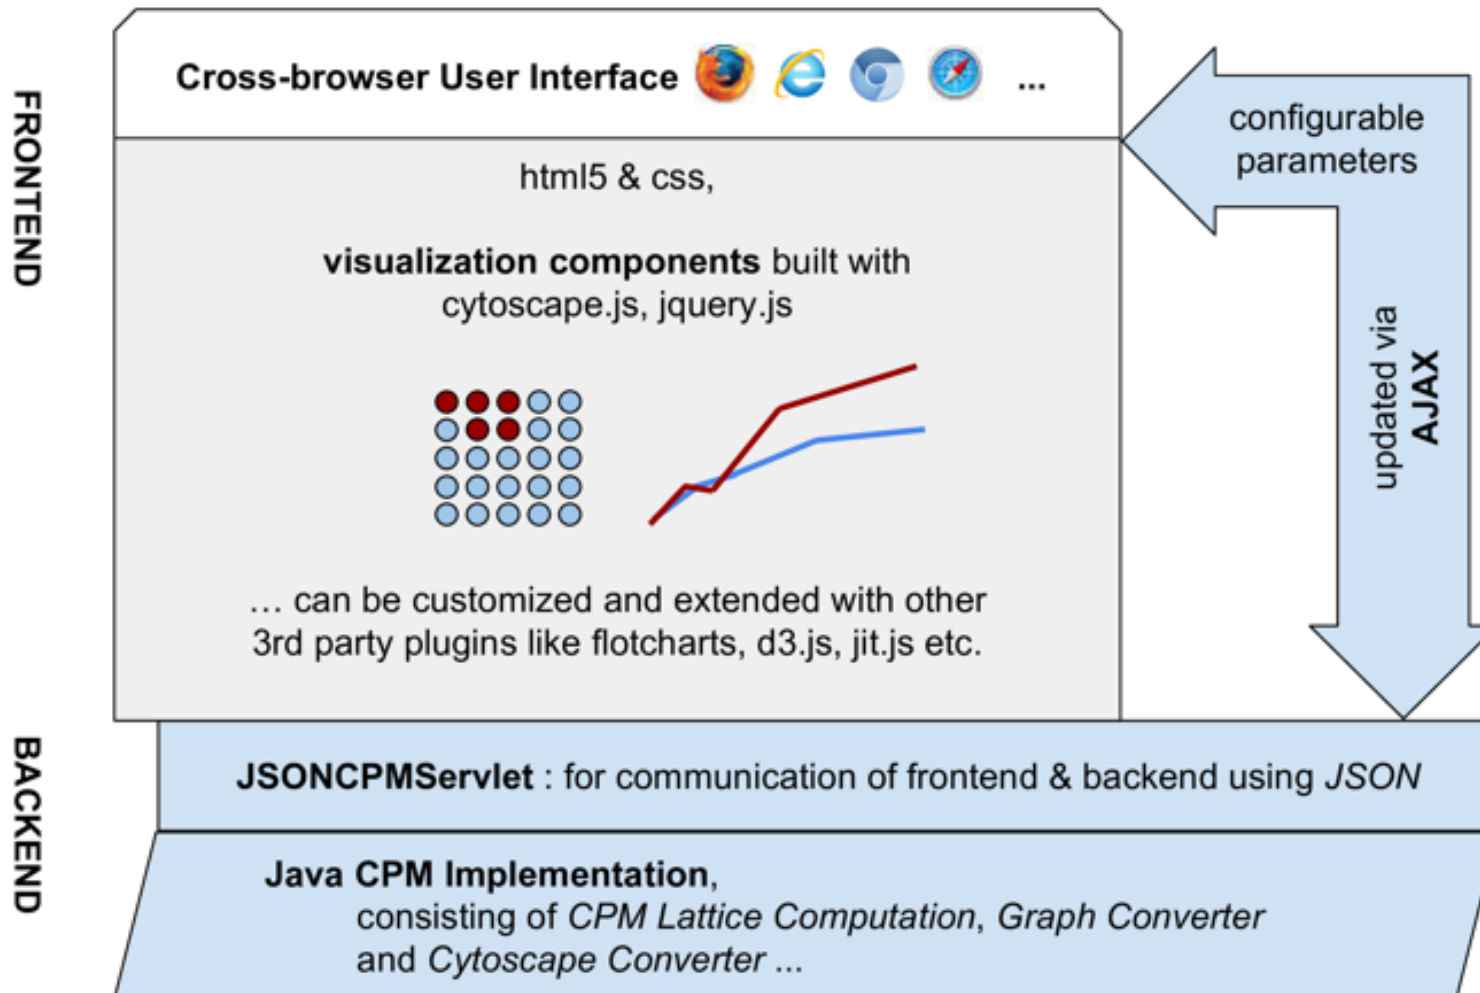 FRONTEND
Cross-browser User Interface ...
configurable
parameters
html5 & css,
visualization components built with
cytoscape.js, jquery.js
updated via
AJAX
… can be customized and extended with other
3rd party plugins like flotcharts, d3.js, jit.js etc.
BACKEND
JSONCPMServlet : for communication of frontend & backend using JSON
Java CPM Implementation,
consisting of CPM Lattice Computation, Graph Converter
and Cytoscape Converter ...